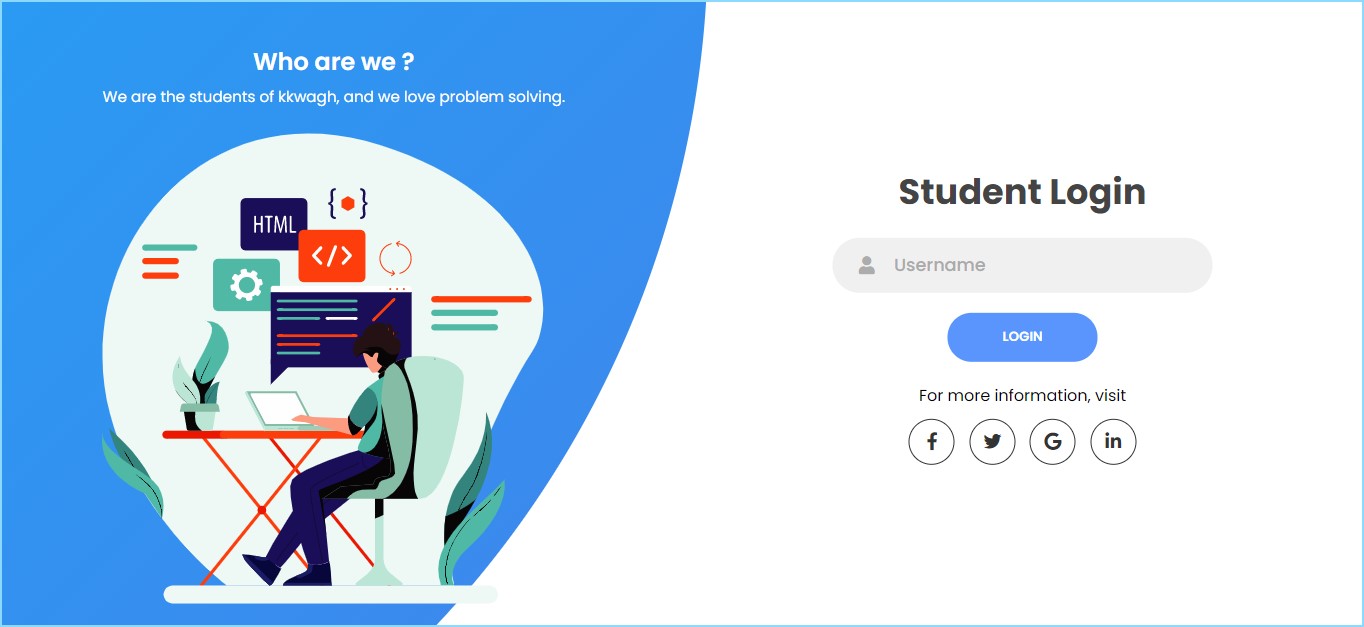 Who are we ?
We are the students of kkwagh, and we love problem solving.
HTML
</>
Student Login
Username
LOGIN
For more information, visit